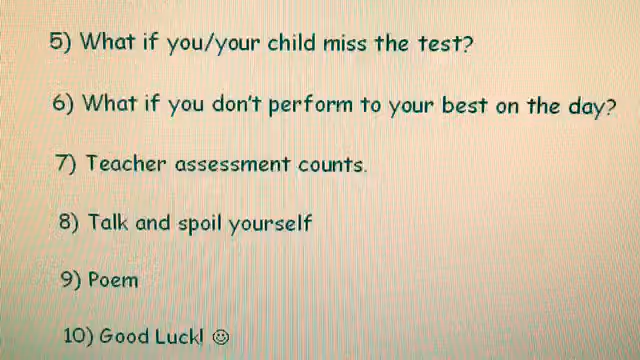 5) What if you/your child miss the test?
6) What if you don't perform to your best on the day?
7) Teacher assessment counts.
8) Talk and spoil yourself
9) Poem
10) Good Luck! ☺